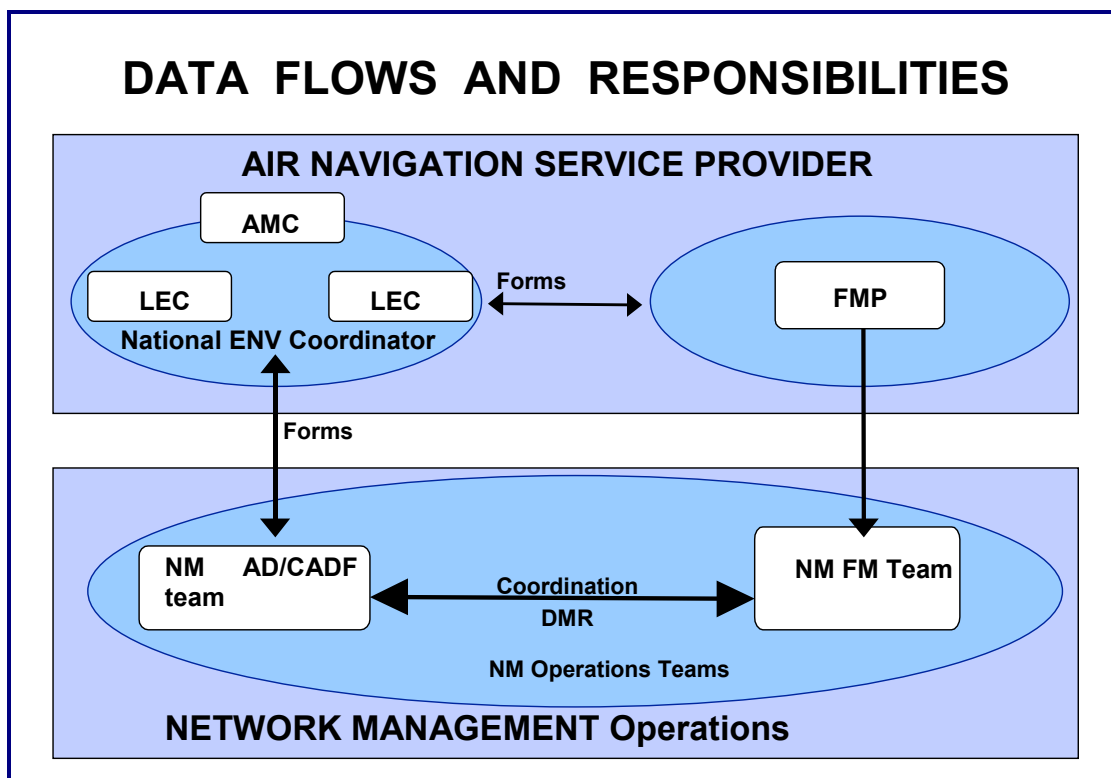 DATA FLOWS AND RESPONSIBILITIES
AIR NAVIGATION SERVICE PROVIDER
AMC
LEC
LEC
National ENV Coordinator
Forms
FMP
Forms
NM AD/CADF
team
Coordination
DMR
NM FM Team
NM Operations Teams
NETWORK MANAGEMENT Operations